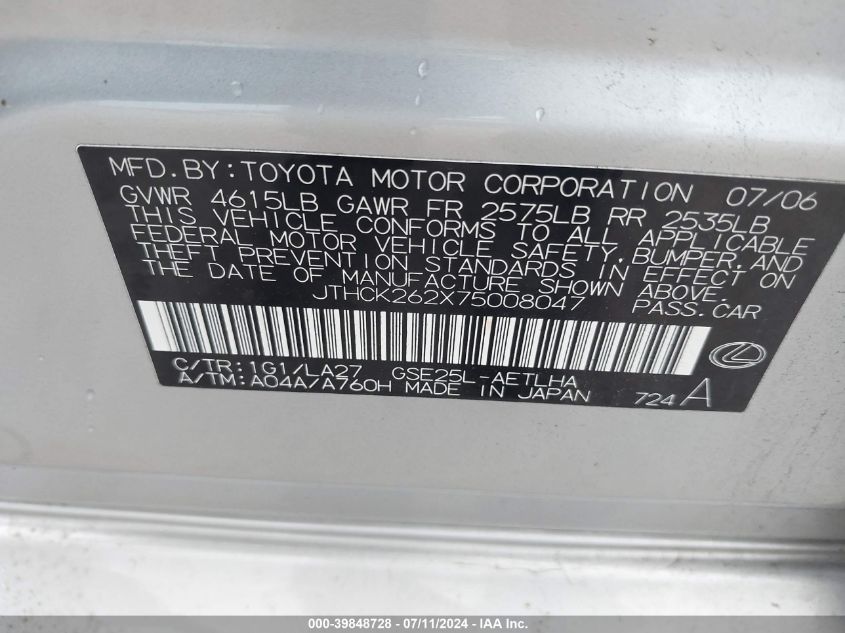 MFD.BY:TOYOTA MOTOR CORPORATION 07/06
GVWR 4615LB GAWR FR 2575LB RR 2535LB
THIS VEHICLE CONFORMS TO ALL APPLICABLE
FEDERAL MOTOR VEHICLE SAFETY,BUMPER,AND
THEFT PREVENTION STANDARDS IN EFFECT ON
THE DATE OF MANUFACTURE SHOWN ABOVE.
JTHCK262X75008047 PASS.CAR
C/TR:1G1/LA27 GSE25L-AETLHA
A/TM:A04A/A760H MADE IN JAPAN 724 A
000-39848728 - 07/11/2024 - IAA Inc.